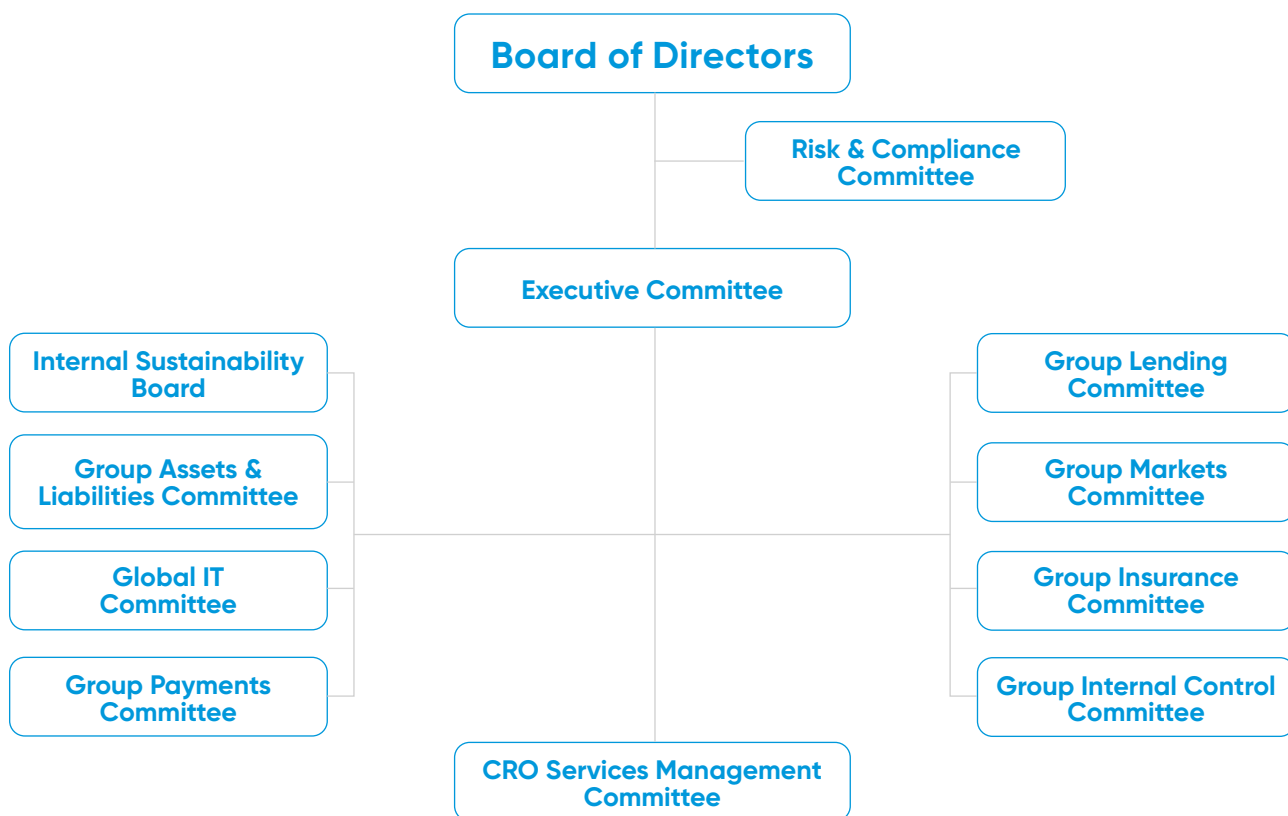 Board of Directors
Risk & Compliance
Committee
Executive Committee
Internal Sustainability
Board
Group Assets &
Liabilities Committee
Global IT
Committee
Group Payments
Committee
Group Lending
Committee
Group Markets
Committee
Group Insurance
Committee
Group Internal Control
Committee
CRO Services Management
Committee